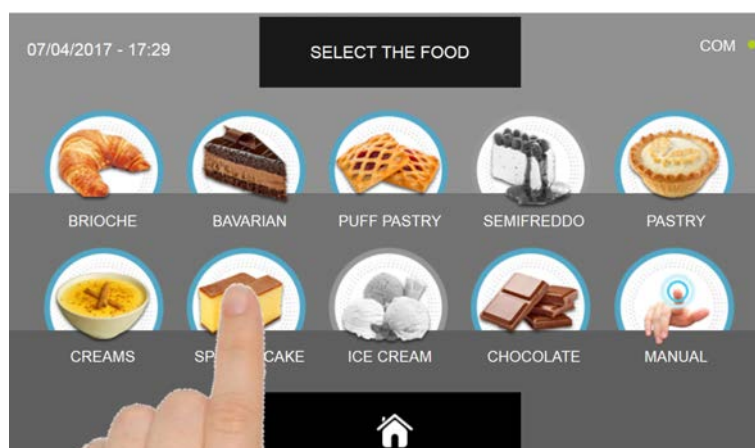 07/04/2017 - 17:29
SELECT THE FOOD
COM
BRIOCHE
BAVARIAN
PUFF PASTRY
SEMIFREDDO
PASTRY
CREAMS
CAKE
ICE CREAM
CHOCOLATE
MANUAL